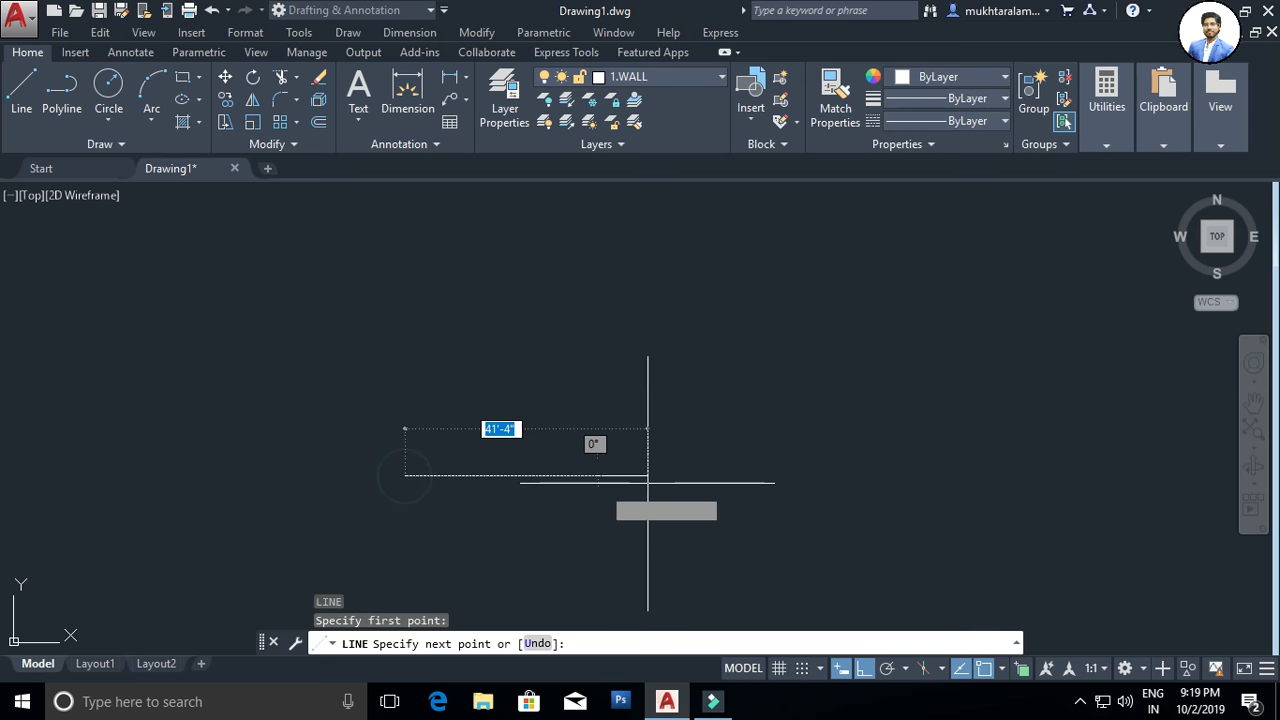 Drafting & Annotation
Drawing1.dwg
Type a keyword or phrase
mukhtaralam...
File Edit View Insert Format Tools Draw Dimension Modify Parametric Window Help Express
Home Insert Annotate Parametric View Manage Output Add-ins Collaborate Express Tools Featured Apps
1.WALL
ByLayer
ByLayer
ByLayer
Line Polyline Circle Arc
Text Dimension
Layer Properties
Insert
Match Properties
Group
Utilities
Clipboard
View
Draw Modify Annotation Layers Block Properties Groups
Start Drawing1*
[−][Top][2D Wireframe]
N
W TOP E
S
WCS
41'-4"
0°
Y
X
LINE
Specify first point:
LINE Specify next point or [Undo]:
Model Layout1 Layout2
MODEL
1:1
Type here to search
ENG
IN
9:19 PM
10/2/2019
2